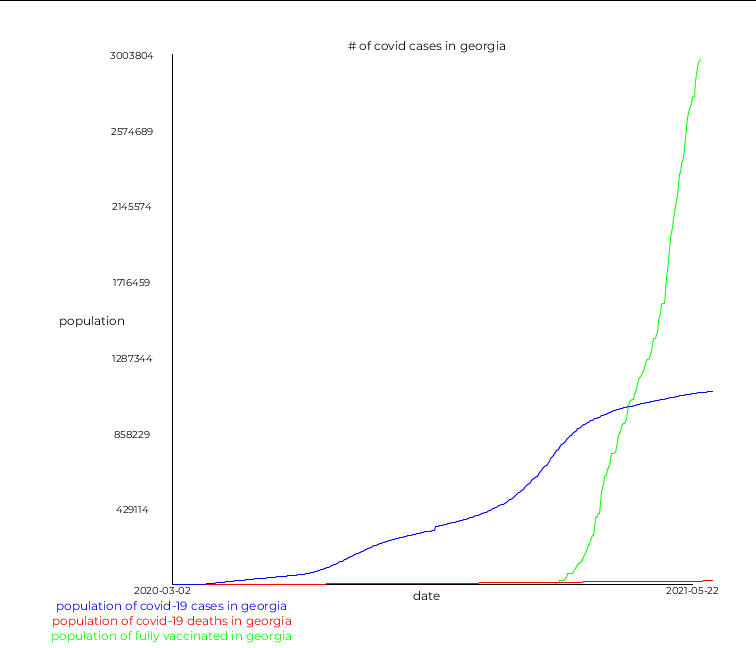 # of covid cases in georgia
3003804
2574689
2145574
1716459
population
1287344
858229
429114
2020-03-02
2021-05-22
date
population of covid-19 cases in georgia
population of covid-19 deaths in georgia
population of fully vaccinated in georgia